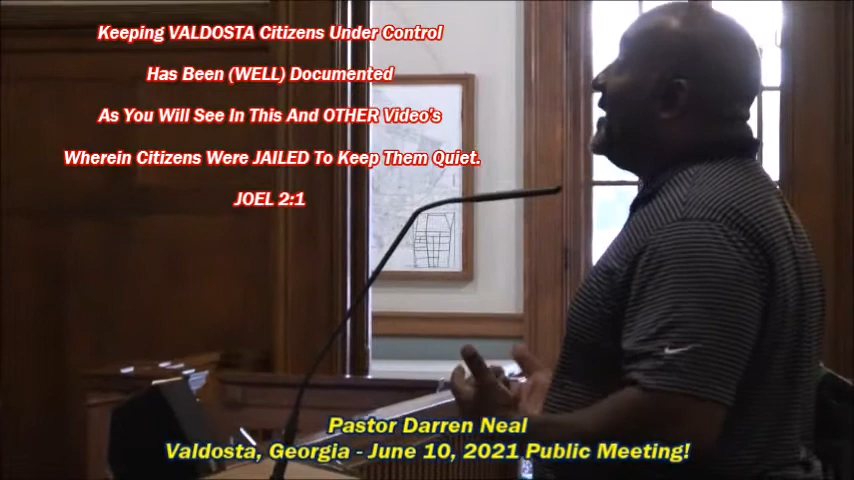 Keeping VALDOSTA Citizens Under Control
Has Been (WELL) Documented
As You Will See In This And OTHER Video's
Wherein Citizens Were JAILED To Keep Them Quiet.
JOEL 2:1
Pastor Darren Neal
Valdosta, Georgia - June 10, 2021 Public Meeting!